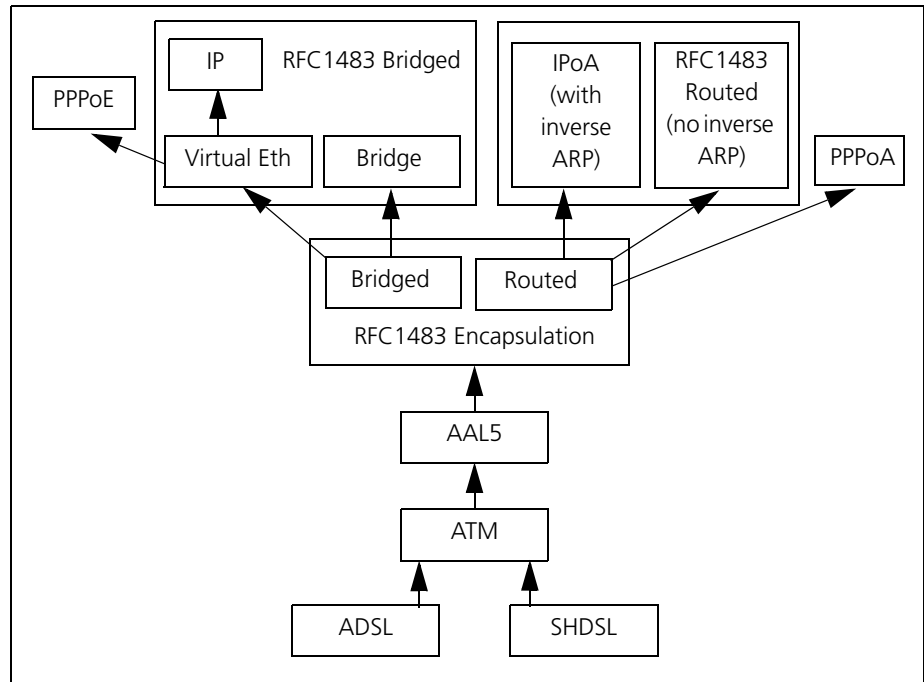 IP
RFC1483 Bridged
PPPoE
Virtual Eth
Bridge
IPoA
(with
inverse
ARP)
RFC1483
Routed
(no inverse
ARP)
PPPoA
Bridged
Routed
RFC1483 Encapsulation
AAL5
ATM
ADSL
SHDSL